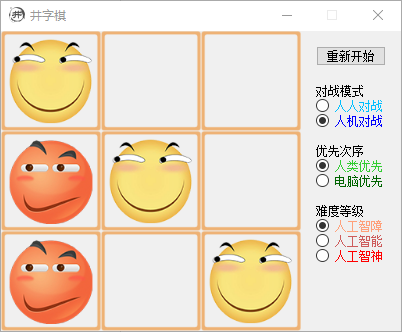 井字棋
重新开始
对战模式
人人对战
人机对战
优先次序
人类优先
电脑优先
难度等级
人工智障
人工智能
人工智神